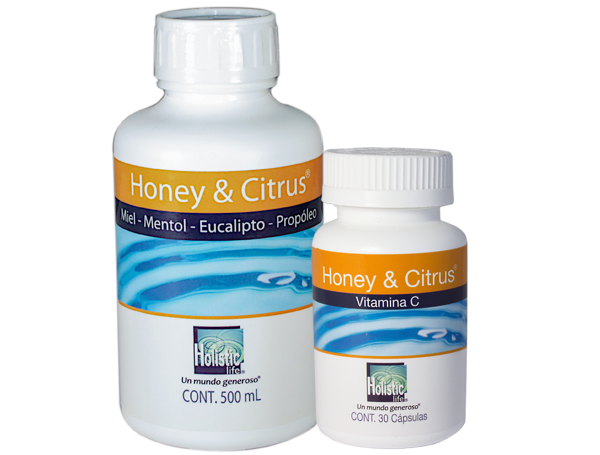 Honey & Citrus®
Miel - Mentol - Eucalipto - Propóleo
Holistic
life®
Un mundo generoso®
CONT. 500 mL
Honey & Citrus®
Vitamina C
Holistic
life®
Un mundo generoso®
CONT. 30 Cápsulas